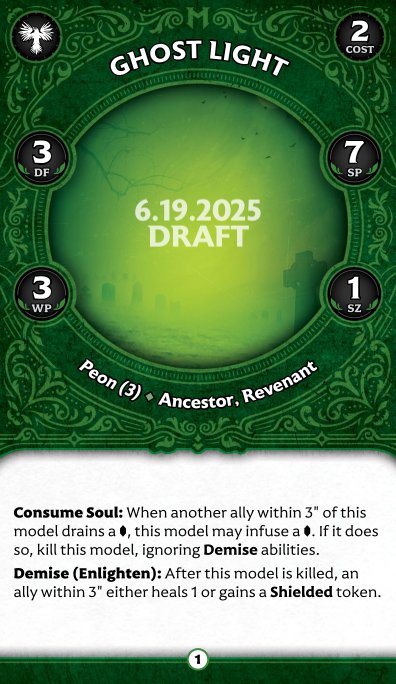 GHOST LIGHT
2
COST
3
DF
7
SP
6.19.2025
DRAFT
3
WP
1
SZ
Peon (3) ⬥ Ancestor, Revenant
Consume Soul: When another ally within 3" of this
model drains a ⬧, this model may infuse a ⬧. If it does
so, kill this model, ignoring Demise abilities.
Demise (Enlighten): After this model is killed, an
ally within 3" either heals 1 or gains a Shielded token.
1